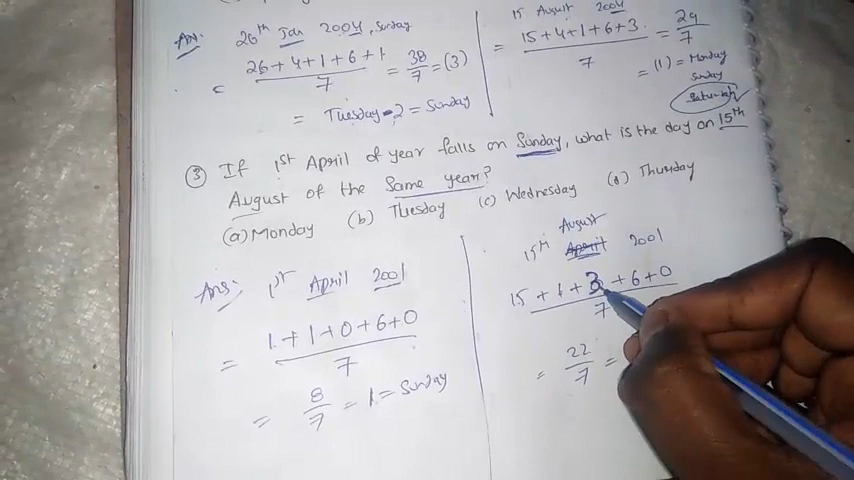 Ans:
26th Jan 2004, Sunday
= 26+4+1+6+1 / 7 = 38/7 = (3)
= Tuesday-2 = Sunday
15 August 2004
= 15+4+1+6+3 / 7 = 29/7
= (1) = Monday
Sunday
Saturday
③ If 1st April of year falls on Sunday, what is the day on 15th
August of the Same year?
(a) Monday (b) Tuesday (c) Wednesday (d) Thursday
Ans: 1st April 2001
= 1+1+0+6+0 / 7
= 8/7 = 1 = Sunday
August
15th April 2001
15+1+3+6+0 / 7
= 22/7 =